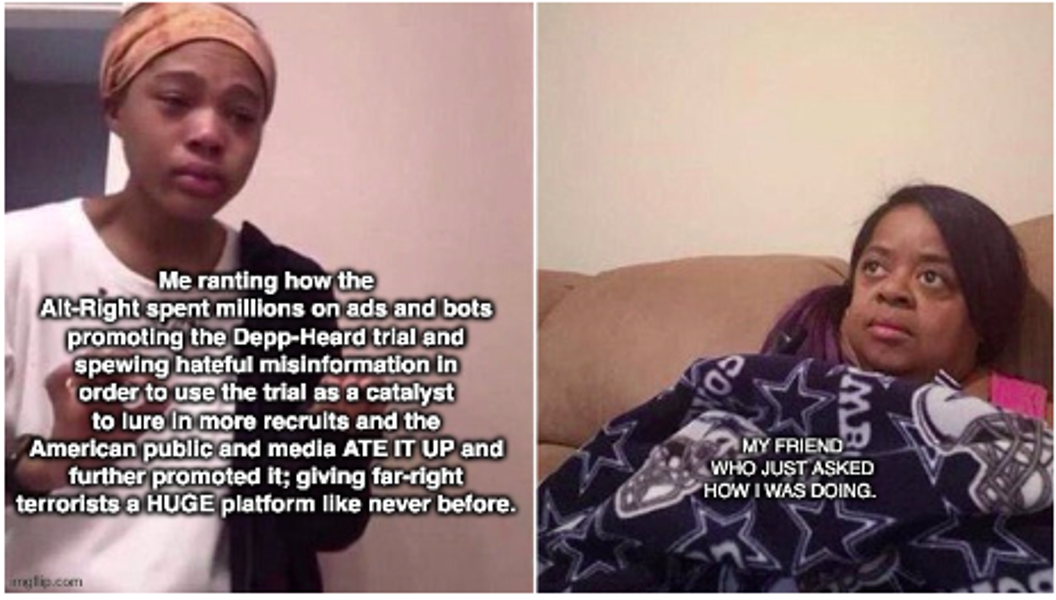 Me ranting how the
Alt-Right spent millions on ads and bots
promoting the Depp-Heard trial and
spewing hateful misinformation in
order to use the trial as a catalyst
to lure in more recruits and the
American public and media ATE IT UP and
further promoted it; giving far-right
terrorists a HUGE platform like never before.
MY FRIEND
WHO JUST ASKED
HOW I WAS DOING.
imgflip.com